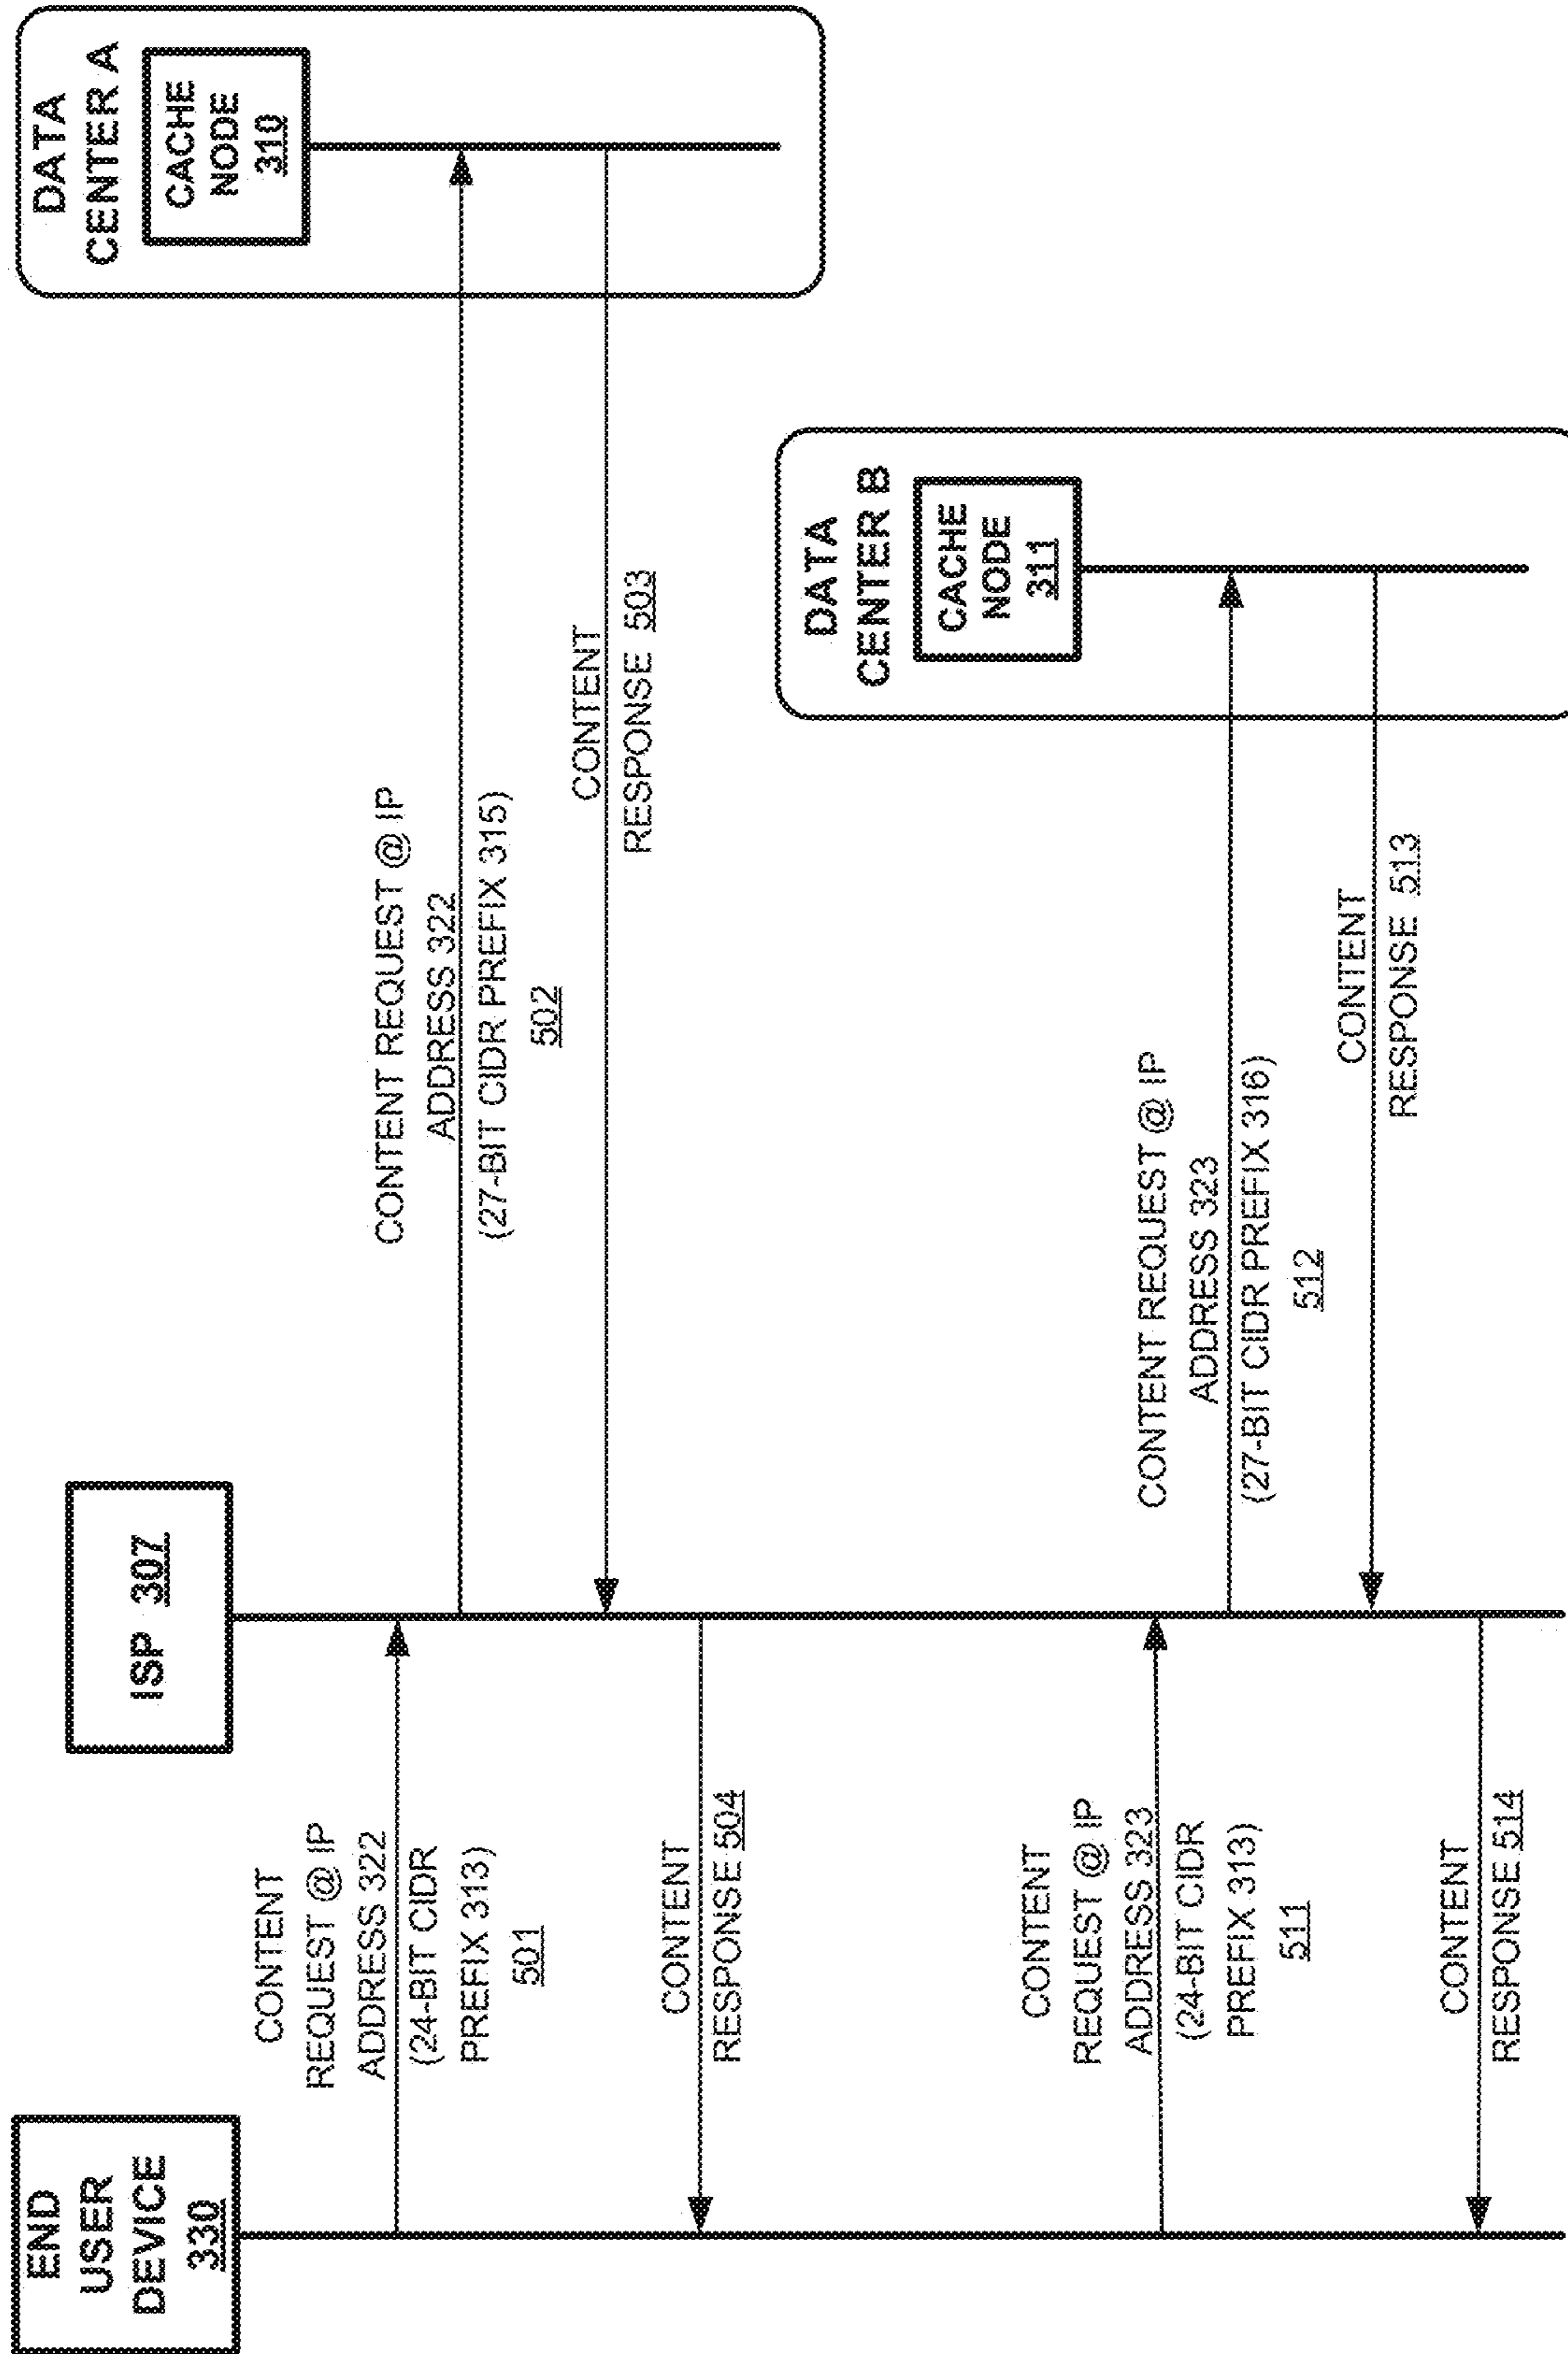 END
USER
DEVICE
330
ISP 307
DATA
CENTER A
CACHE
NODE
310
CONTENT
REQUEST @ IP
ADDRESS 322
(24-BIT CIDR
PREFIX 313)
501
CONTENT REQUEST @ IP
ADDRESS 322
(27-BIT CIDR PREFIX 315)
502
CONTENT
RESPONSE 503
CONTENT
RESPONSE 504
DATA
CENTER B
CACHE
NODE
311
CONTENT
REQUEST @ IP
ADDRESS 323
(24-BIT CIDR
PREFIX 313)
511
CONTENT REQUEST @ IP
ADDRESS 323
(27-BIT CIDR PREFIX 316)
512
CONTENT
RESPONSE 513
CONTENT
RESPONSE 514